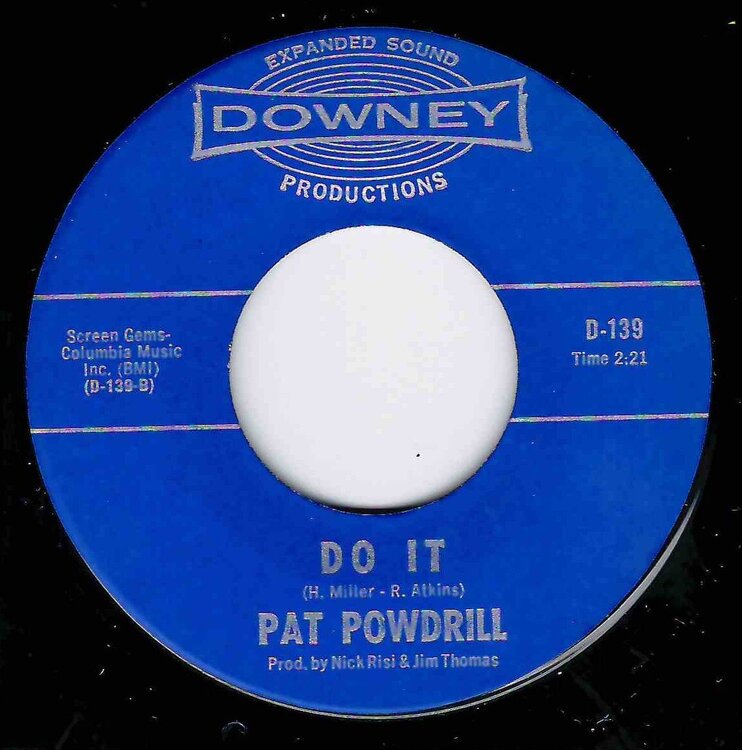 EXPANDED SOUND
DOWNEY
PRODUCTIONS
Screen Gems-
Columbia Music
Inc. (BMI)
(D-139-B)
D-139
Time 2:21
DO IT
(H. Miller - R. Atkins)
PAT POWDRILL
Prod. by Nick Risi & Jim Thomas